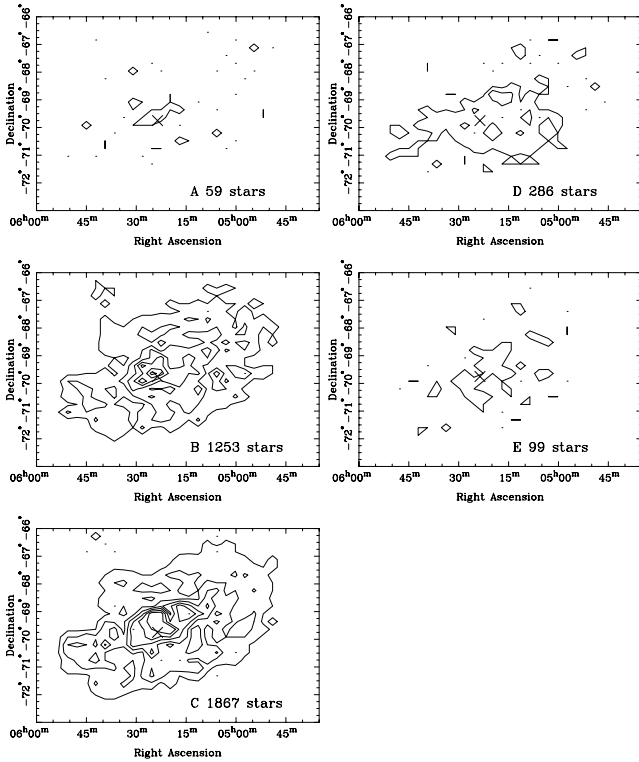 -66°
-67°
-68°
-69°
-70°
-71°
-72°
Declination
A 59 stars
06ʰ00ᵐ 45ᵐ 30ᵐ 15ᵐ 05ʰ00ᵐ 45ᵐ
Right Ascension
-66°
-67°
-68°
-69°
-70°
-71°
-72°
Declination
D 286 stars
06ʰ00ᵐ 45ᵐ 30ᵐ 15ᵐ 05ʰ00ᵐ 45ᵐ
Right Ascension
-66°
-67°
-68°
-69°
-70°
-71°
-72°
Declination
B 1253 stars
06ʰ00ᵐ 45ᵐ 30ᵐ 15ᵐ 05ʰ00ᵐ 45ᵐ
Right Ascension
-66°
-67°
-68°
-69°
-70°
-71°
-72°
Declination
E 99 stars
06ʰ00ᵐ 45ᵐ 30ᵐ 15ᵐ 05ʰ00ᵐ 45ᵐ
Right Ascension
-66°
-67°
-68°
-69°
-70°
-71°
-72°
Declination
C 1867 stars
06ʰ00ᵐ 45ᵐ 30ᵐ 15ᵐ 05ʰ00ᵐ 45ᵐ
Right Ascension